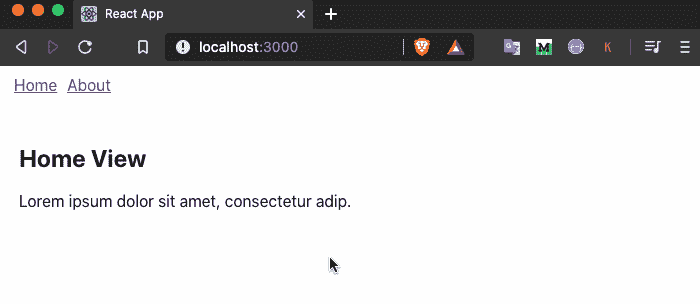 React App
localhost:3000
Home About
Home View
Lorem ipsum dolor sit amet, consectetur adip.